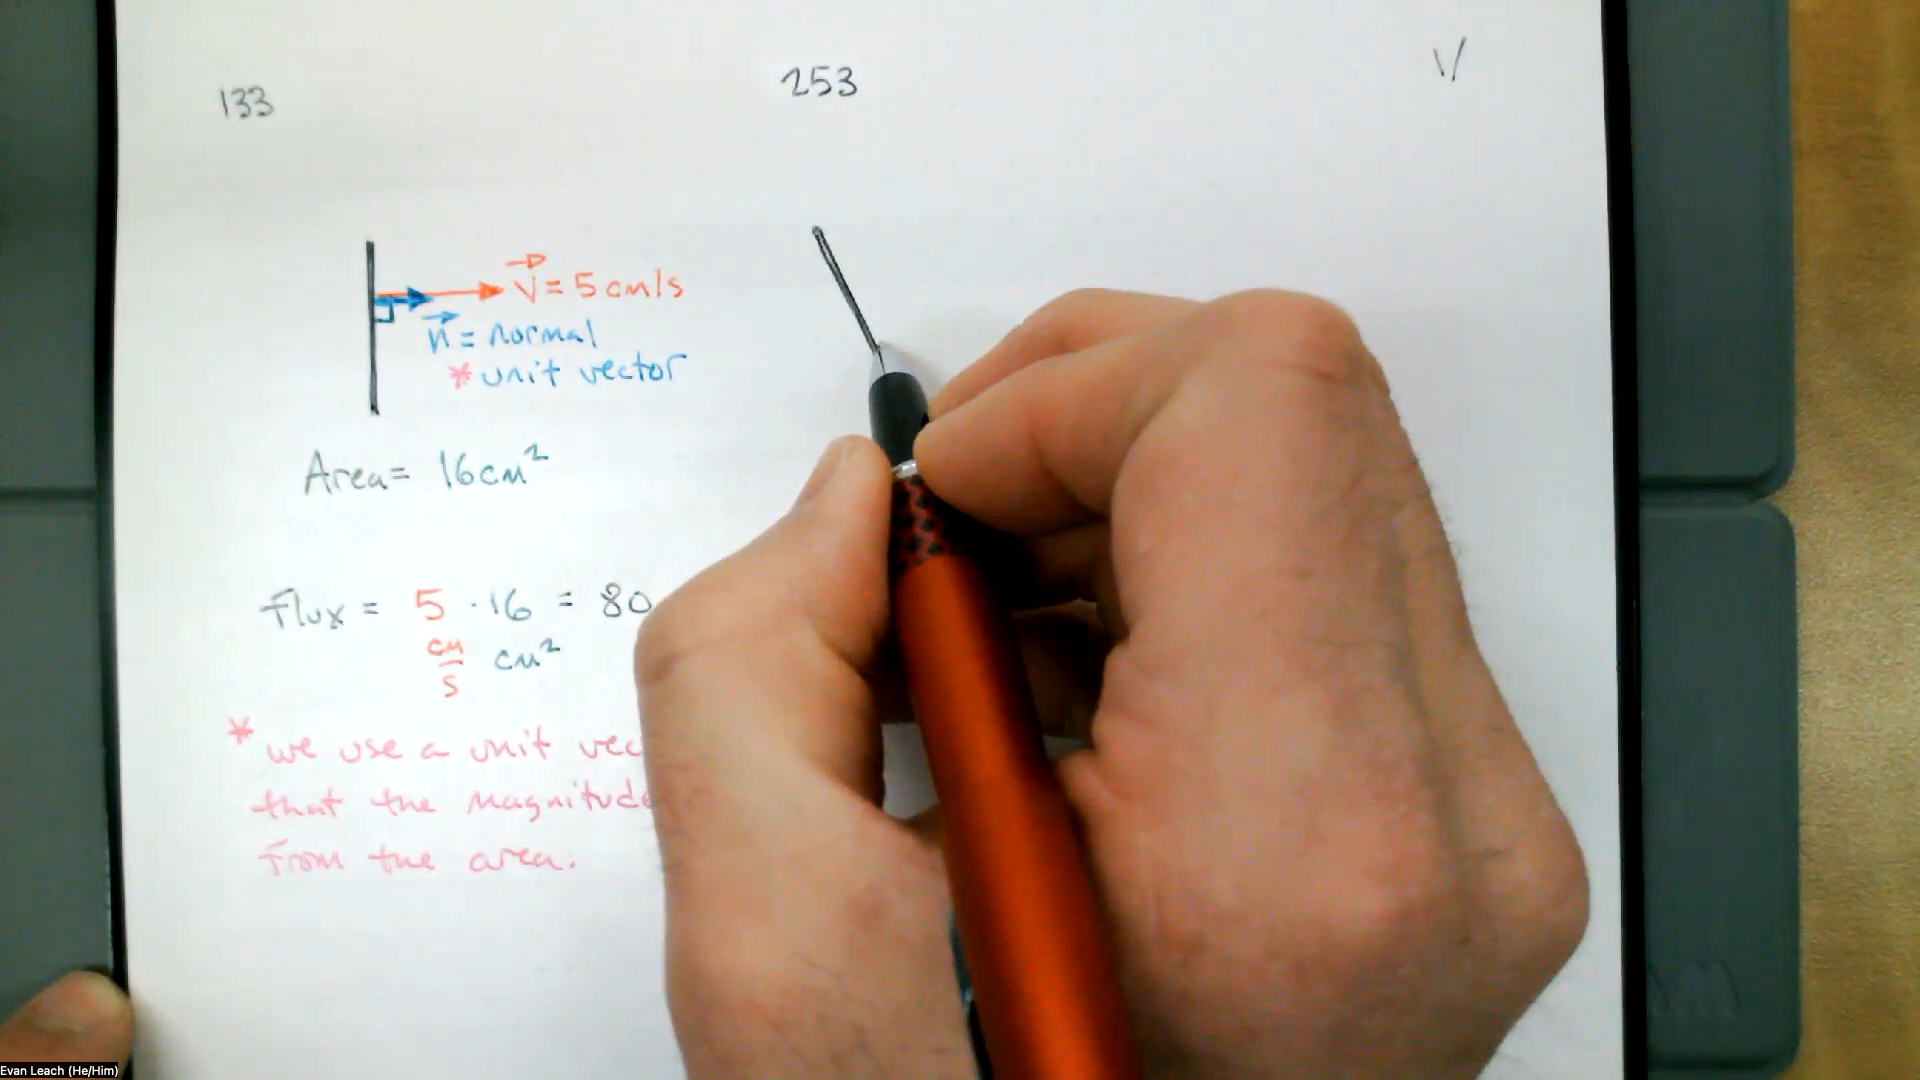 133
253
V = 5 cm/s
n = normal
* unit vector
Area = 16 cm²
Flux = 5 · 16 = 80
cm/s cm²
* we use a unit vec
that the magnitude
from the area.
Evan Leach (He/Him)